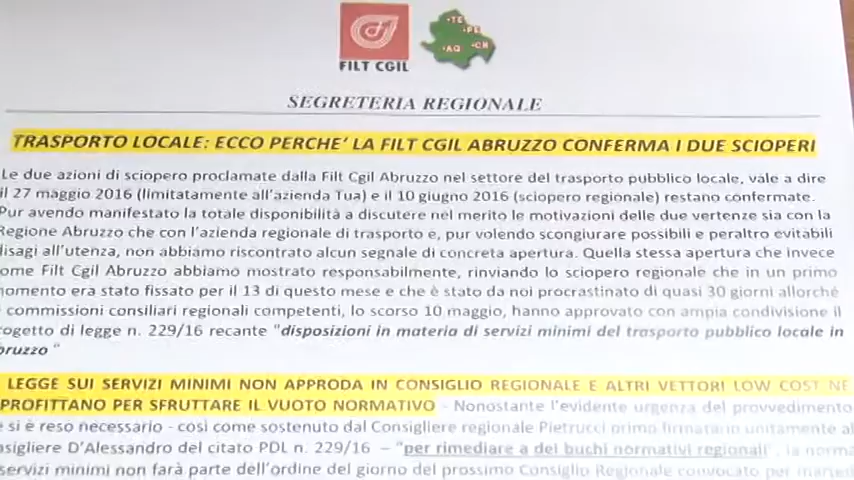 FILT CGIL
TE
PE
AQ
CH
SEGRETERIA REGIONALE
TRASPORTO LOCALE: ECCO PERCHE' LA FILT CGIL ABRUZZO CONFERMA I DUE SCIOPERI
Le due azioni di sciopero proclamate dalla Filt Cgil Abruzzo nel settore del trasporto pubblico locale, vale a dire
il 27 maggio 2016 (limitatamente all'azienda Tua) e il 10 giugno 2016 (sciopero regionale) restano confermate.
Pur avendo manifestato la totale disponibilità a discutere nel merito le motivazioni delle due vertenze sia con la
Regione Abruzzo che con l'azienda regionale di trasporto e, pur volendo scongiurare possibili e peraltro evitabili
disagi all'utenza, non abbiamo riscontrato alcun segnale di concreta apertura. Quella stessa apertura che invece
ome Filt Cgil Abruzzo abbiamo mostrato responsabilmente, rinviando lo sciopero regionale che in un primo
momento era stato fissato per il 13 di questo mese e che è stato da noi procrastinato di quasi 30 giorni allorché
commissioni consiliari regionali competenti, lo scorso 10 maggio, hanno approvato con ampia condivisione il
rogetto di legge n. 229/16 recante "disposizioni in materia di servizi minimi del trasporto pubblico locale in
bruzzo "
LEGGE SUI SERVIZI MINIMI NON APPRODA IN CONSIGLIO REGIONALE E ALTRI VETTORI LOW COST NE
PROFITTANO PER SFRUTTARE IL VUOTO NORMATIVO - Nonostante l'evidente urgenza del provvedimento
e si è reso necessario - così come sostenuto dal Consigliere regionale Pietrucci primo firmatario unitamente al
nsigliere D'Alessandro del citato PDL n. 229/16 – "per rimediare a dei buchi normativi regionali", la norma
servizi minimi non farà parte dell'ordine del giorno del prossimo Consiglio Regionale convocato per martedì